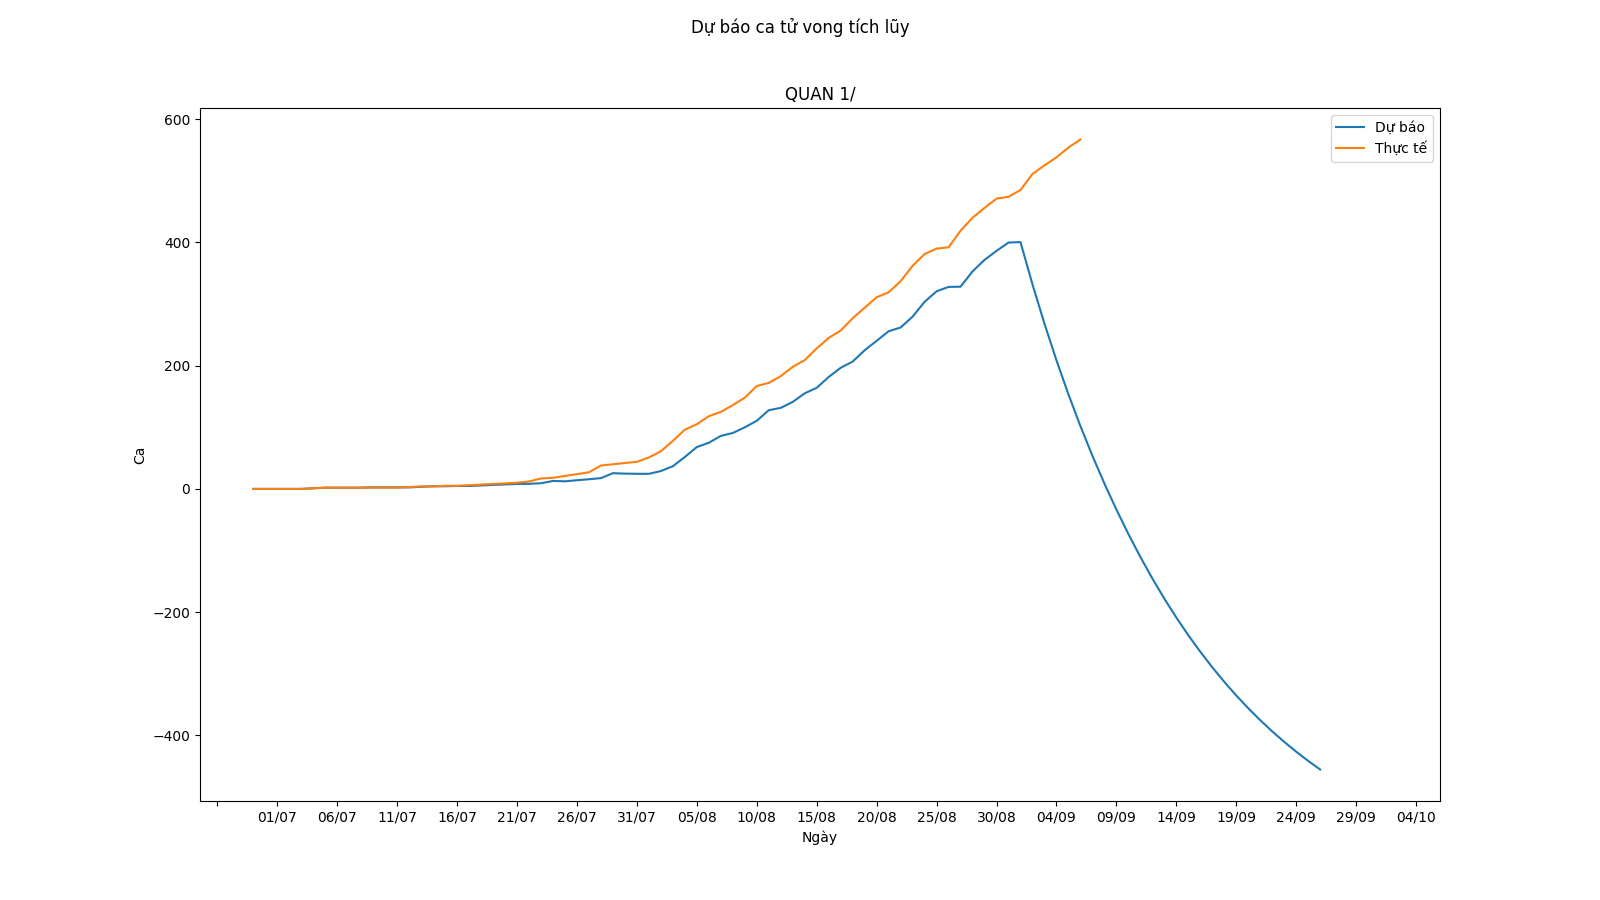 Dự báo ca tử vong tích lũy
QUAN 1/
Dự báo
Thực tế
600
400
200
0
−200
−400
Ca
01/07 06/07 11/07 16/07 21/07 26/07 31/07 05/08 10/08 15/08 20/08 25/08 30/08 04/09 09/09 14/09 19/09 24/09 29/09 04/10
Ngày